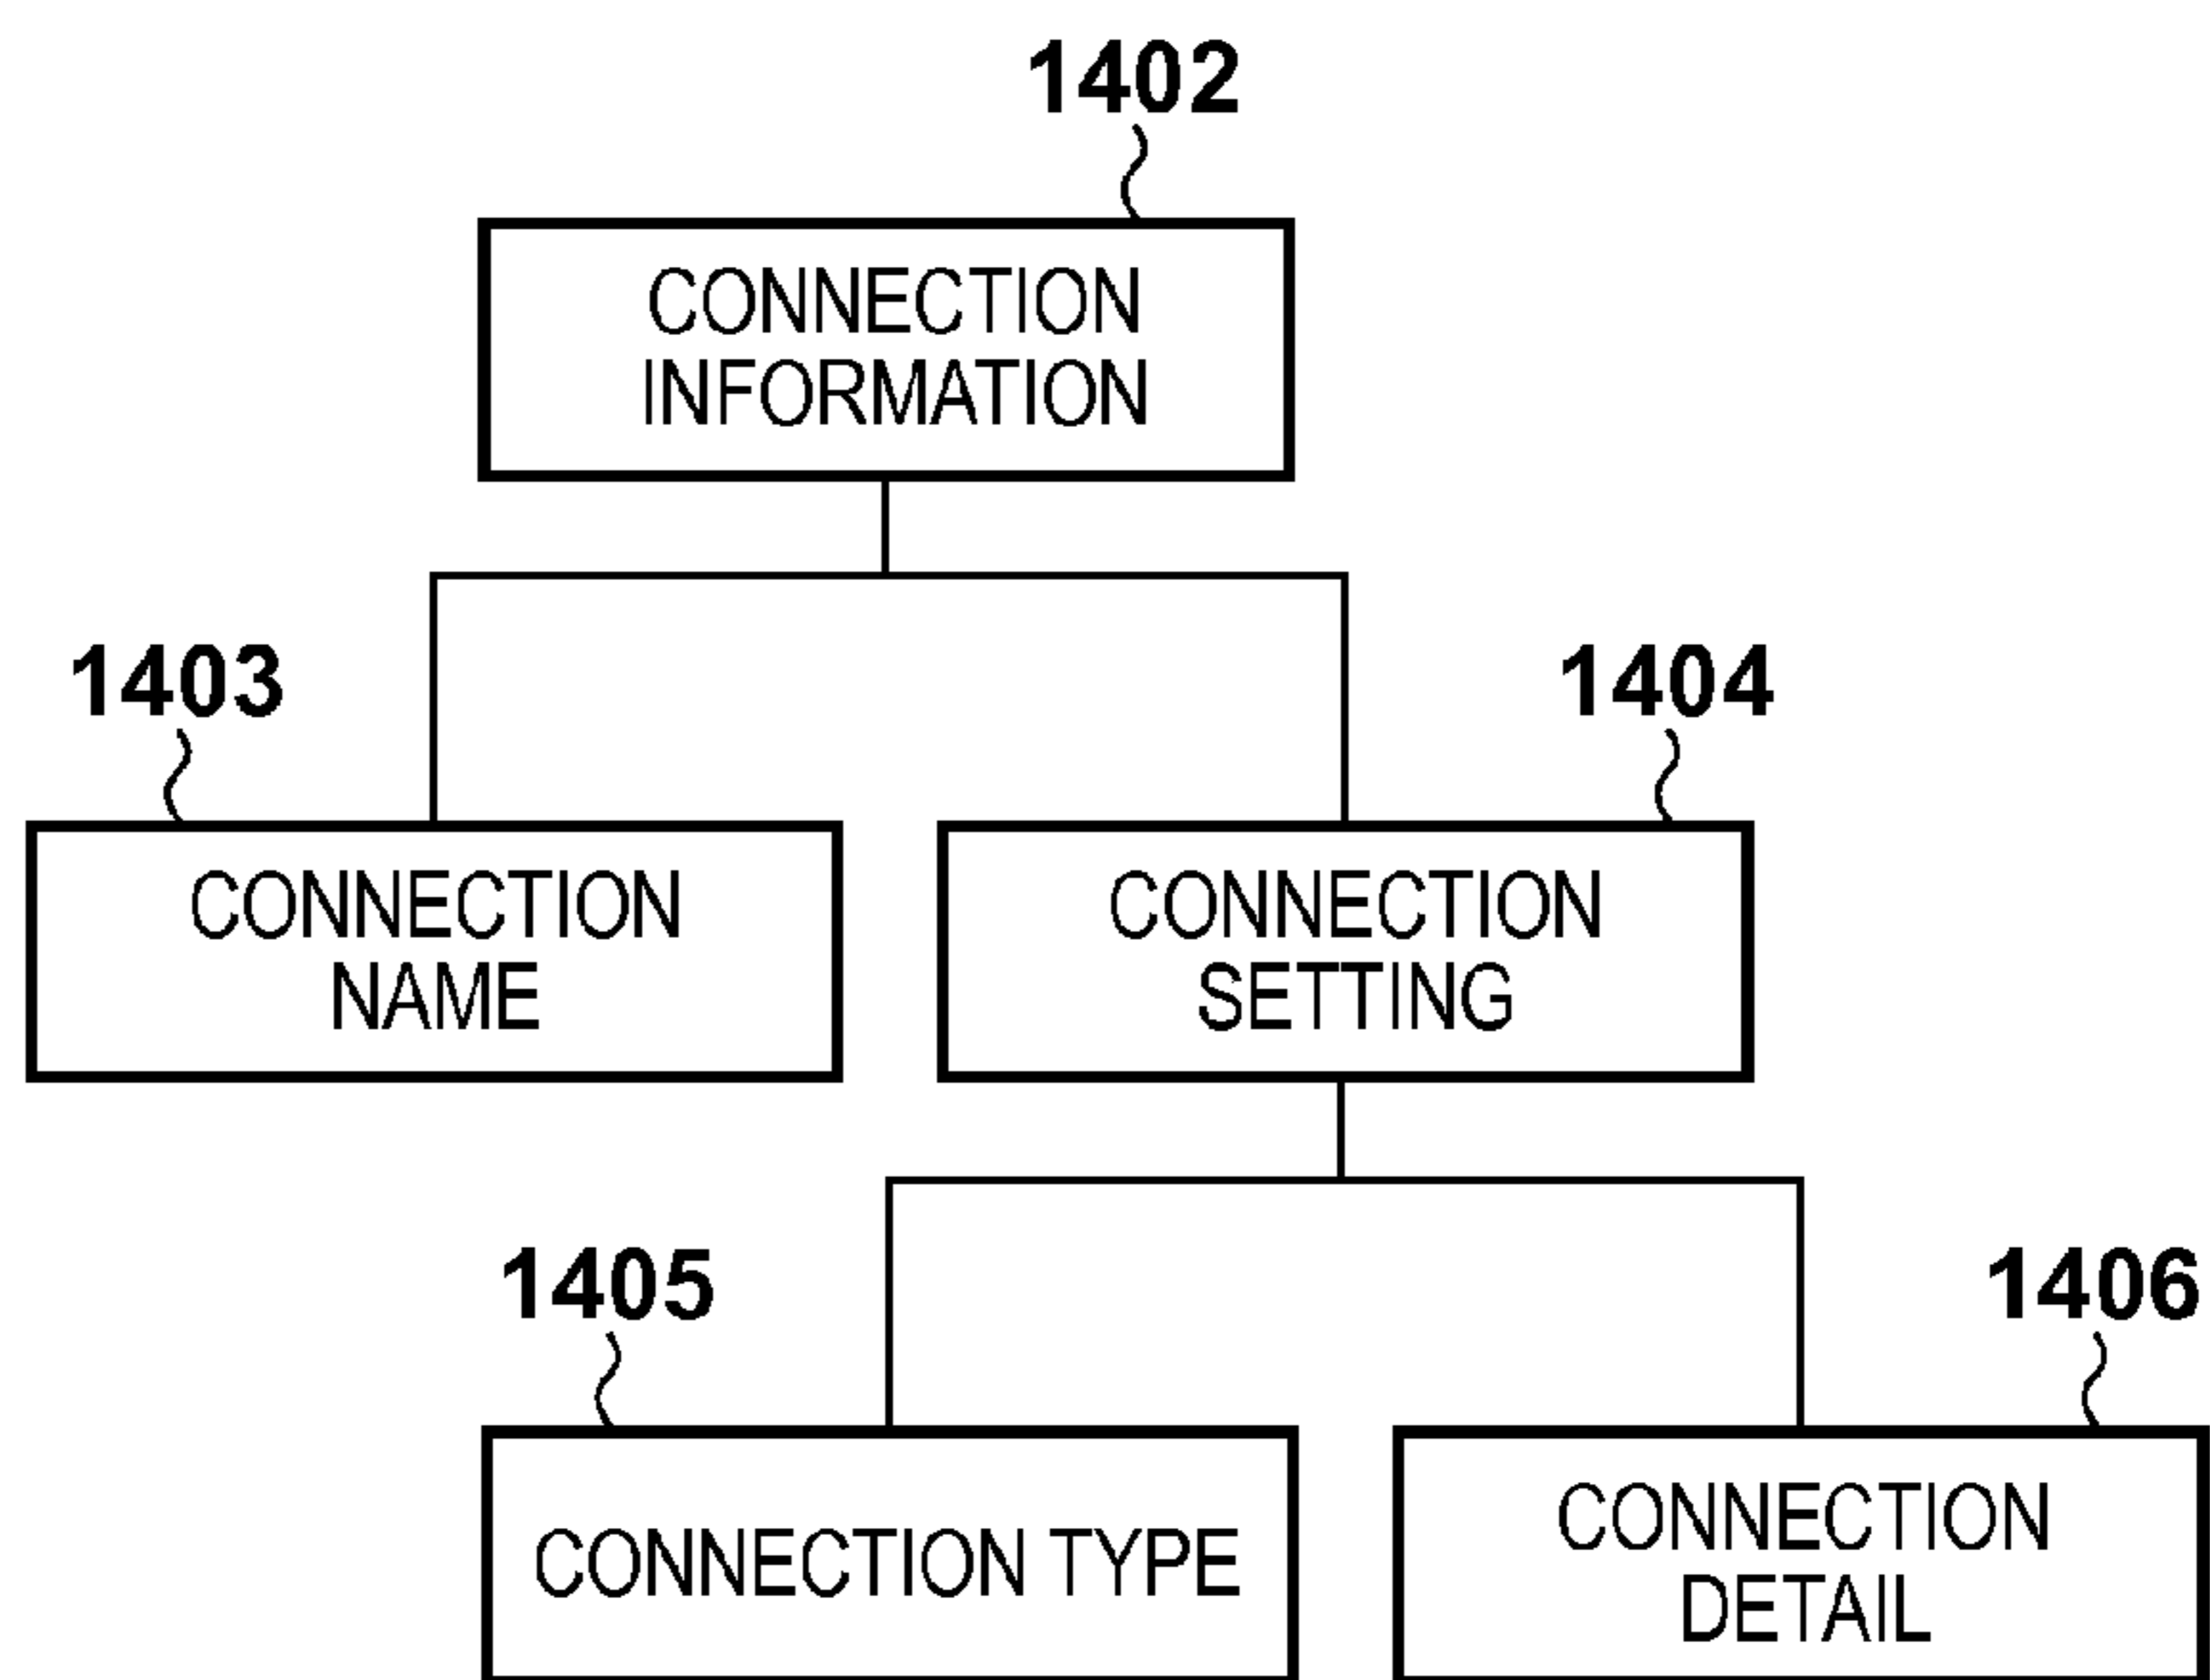 1402
CONNECTION
INFORMATION
1403
1404
CONNECTION
NAME
CONNECTION
SETTING
1405
1406
CONNECTION TYPE
CONNECTION
DETAIL